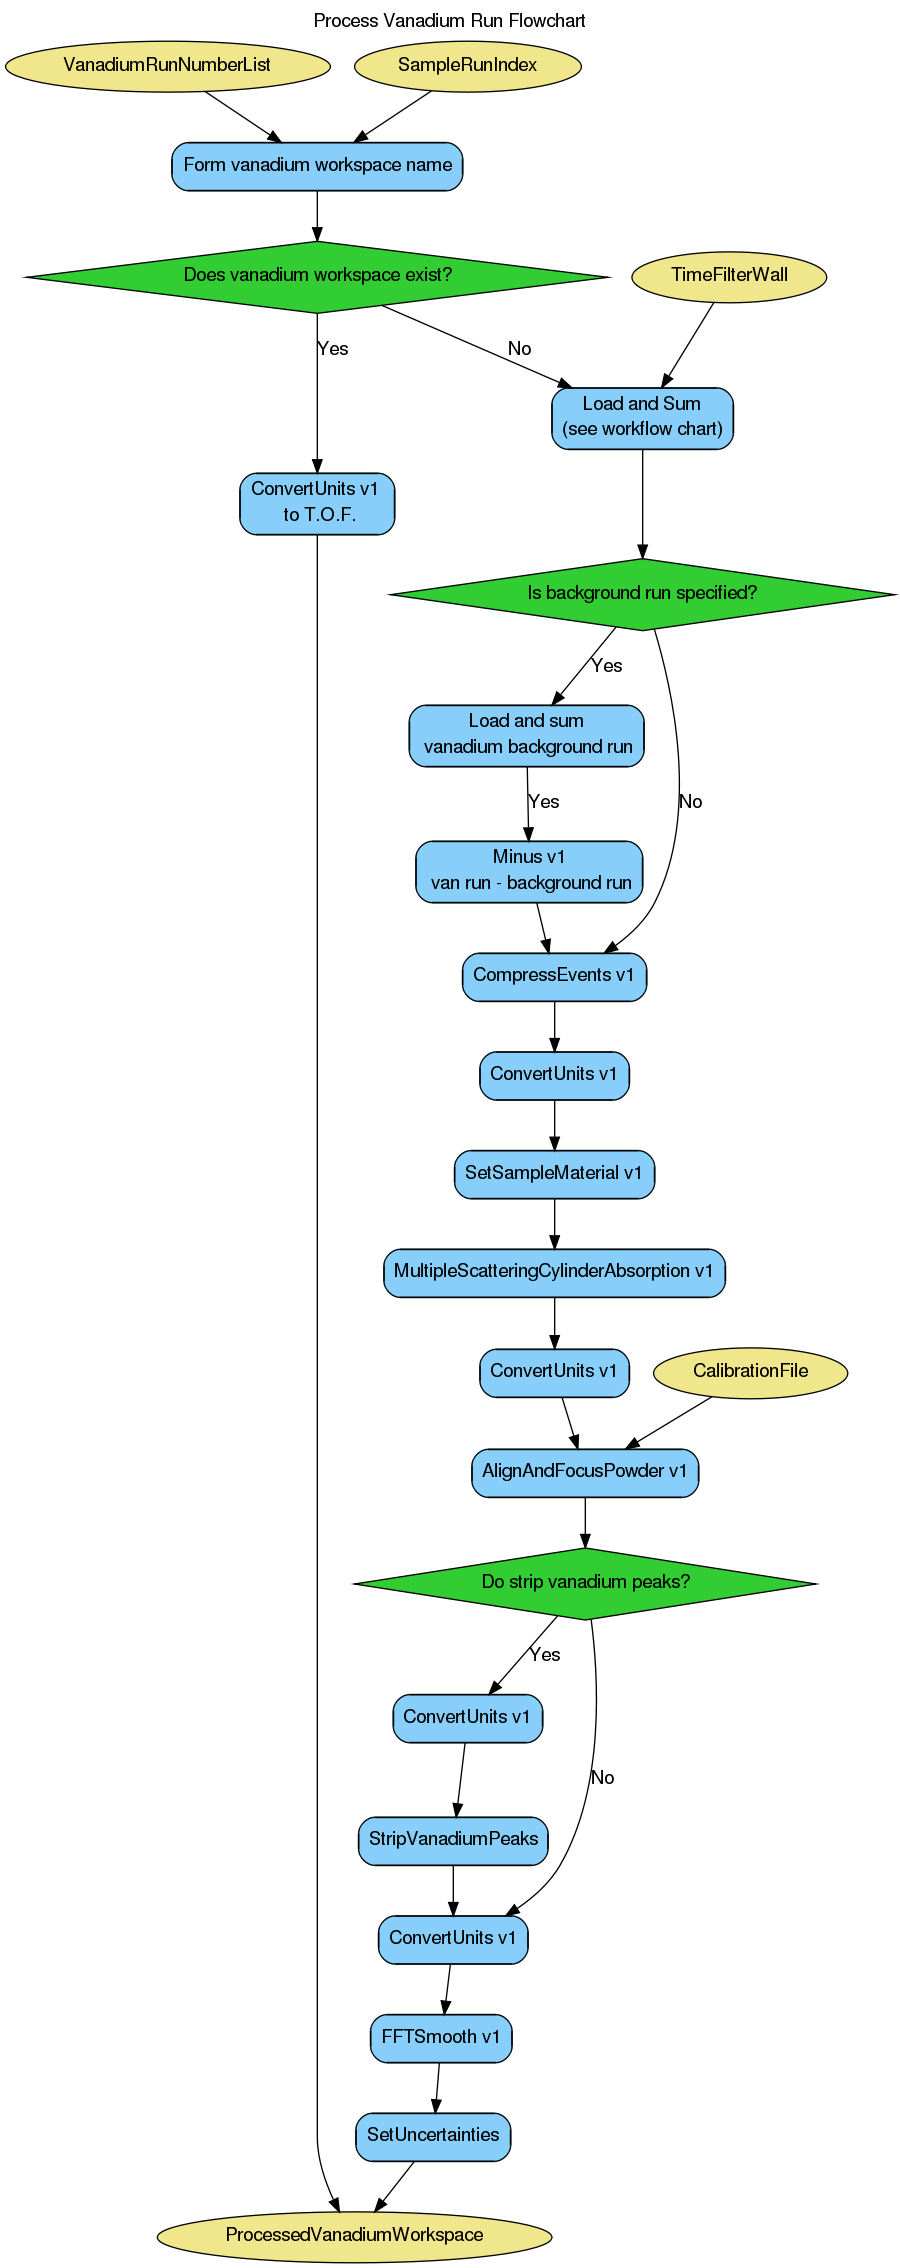 Process Vanadium Run Flowchart
VanadiumRunNumberList
SampleRunIndex
Form vanadium workspace name
Does vanadium workspace exist?
TimeFilterWall
Yes
No
Load and Sum
(see workflow chart)
ConvertUnits v1
to T.O.F.
Is background run specified?
Yes
Load and sum
vanadium background run
Yes
No
Minus v1
van run - background run
CompressEvents v1
ConvertUnits v1
SetSampleMaterial v1
MultipleScatteringCylinderAbsorption v1
ConvertUnits v1
CalibrationFile
AlignAndFocusPowder v1
Do strip vanadium peaks?
Yes
ConvertUnits v1
No
StripVanadiumPeaks
ConvertUnits v1
FFTSmooth v1
SetUncertainties
ProcessedVanadiumWorkspace